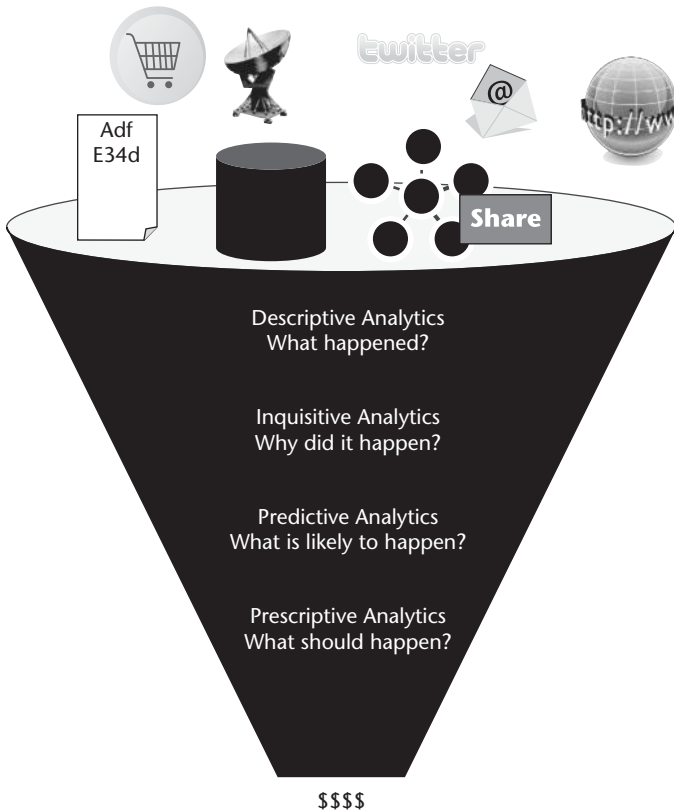 twitter
@
http://ww
Adf
E34d
Share
Descriptive Analytics
What happened?
Inquisitive Analytics
Why did it happen?
Predictive Analytics
What is likely to happen?
Prescriptive Analytics
What should happen?
$$$$